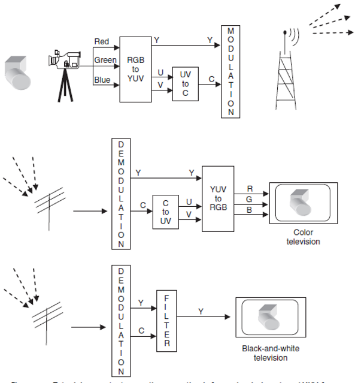 Red
Green
Blue
RGB
to
YUV
Y
Y
U
V
UV
to
C
C
MODULATION
DEMODULATION
Y
Y
C
C
to
UV
U
V
YUV
to
RGB
R
G
B
Color
television
DEMODULATION
Y
C
FILTER
Y
Black-and-white
television